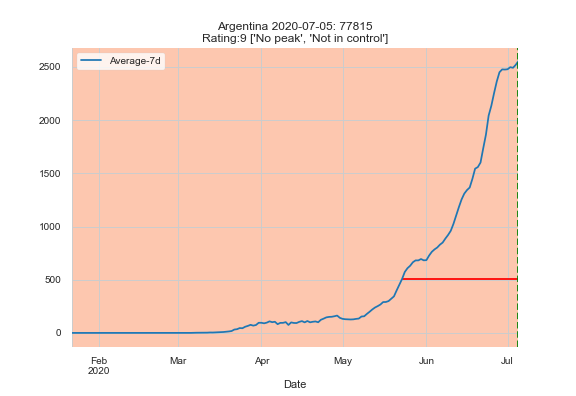 Argentina 2020-07-05: 77815
Rating:9 ['No peak', 'Not in control']
Average-7d
2500
2000
1500
1000
500
0
Feb Mar Apr May Jun Jul
2020
Date